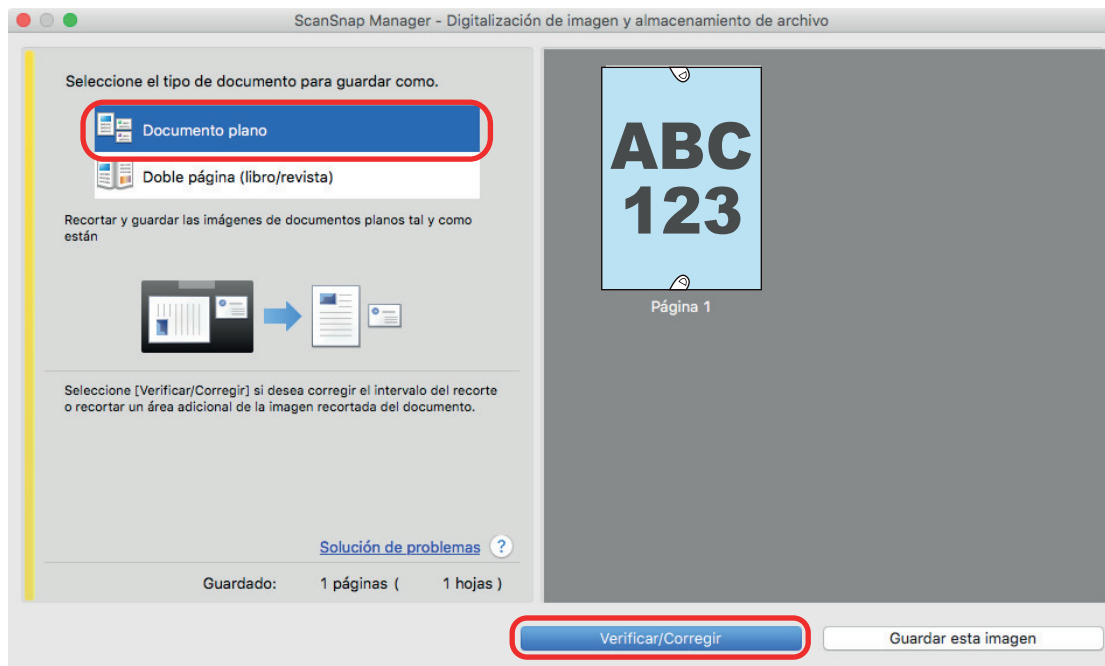 ScanSnap Manager - Digitalización de imagen y almacenamiento de archivo
Seleccione el tipo de documento para guardar como.
Documento plano
Doble página (libro/revista)
Recortar y guardar las imágenes de documentos planos tal y como
están
Seleccione [Verificar/Corregir] si desea corregir el intervalo del recorte
o recortar un área adicional de la imagen recortada del documento.
Solución de problemas ?
Guardado: 1 páginas ( 1 hojas )
ABC
123
Página 1
Verificar/Corregir
Guardar esta imagen